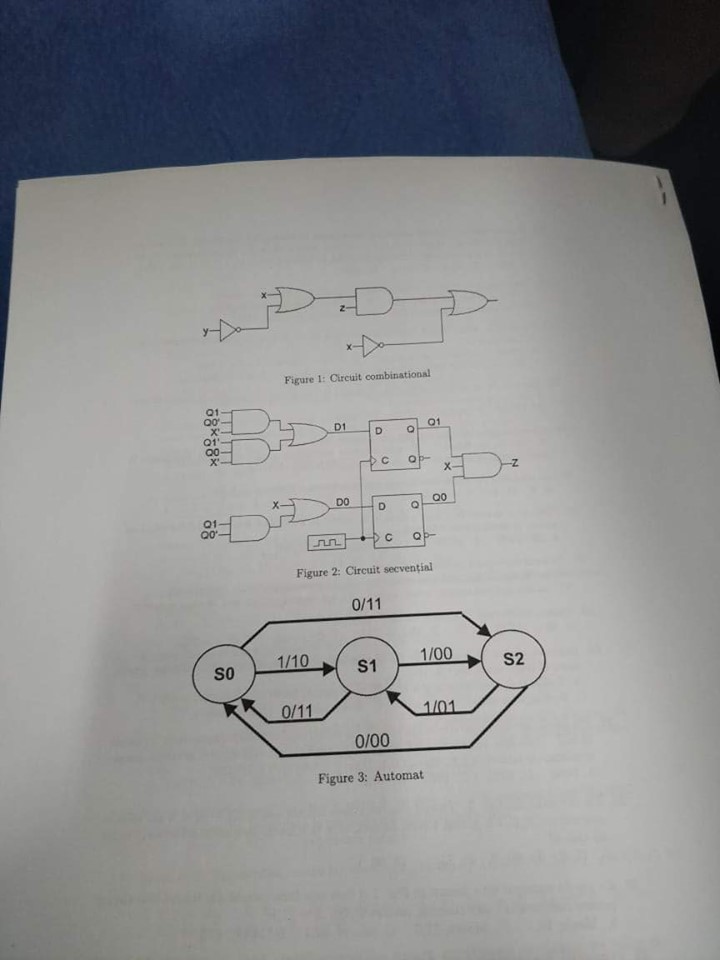 x
z
y
x
Figure 1: Circuit combinational
Q1
Q0'
X'
Q1'
Q0
X'
D1
D
Q
Q1
C
Q
X
Z
X
D0
D
Q
Q0
Q1
Q0'
C
Q
Figure 2: Circuit secvențial
0/11
S0
1/10
S1
1/00
S2
0/11
1/01
0/00
Figure 3: Automat